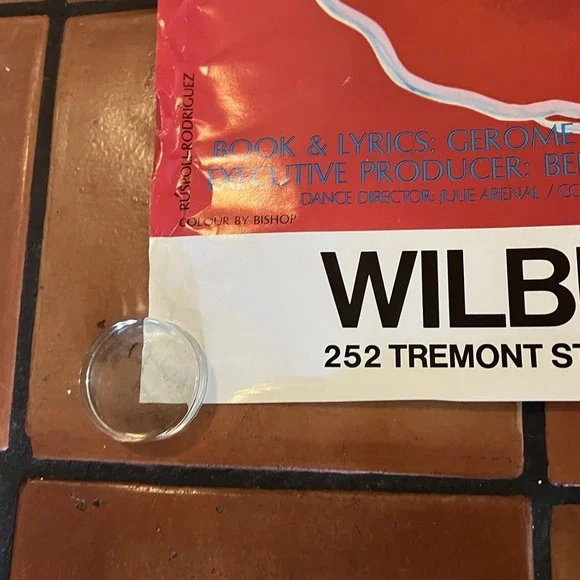 RUSPOLI-RODRIGUEZ
BOOK & LYRICS: GEROME
EXECUTIVE PRODUCER: BE
DANCE DIRECTOR: JULIE ARENAL / CO
COLOUR BY BISHOP
WILB
252 TREMONT ST